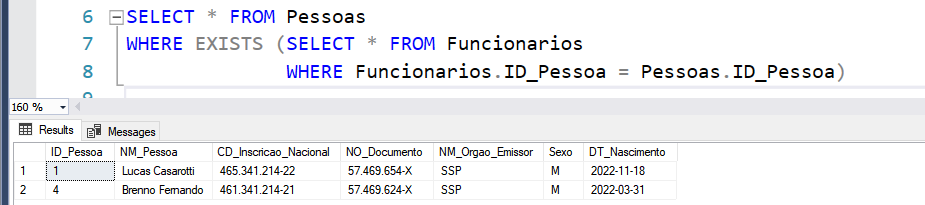 6 SELECT * FROM Pessoas
7 WHERE EXISTS (SELECT * FROM Funcionarios
8 WHERE Funcionarios.ID_Pessoa = Pessoas.ID_Pessoa)
160 %
Results Messages
ID_Pessoa NM_Pessoa CD_Inscricao_Nacional NO_Documento NM_Orgao_Emissor Sexo DT_Nascimento
1 1 Lucas Casarotti 465.341.214-22 57.469.654-X SSP M 2022-11-18
2 4 Brenno Fernando 461.341.214-21 57.469.624-X SSP M 2022-03-31